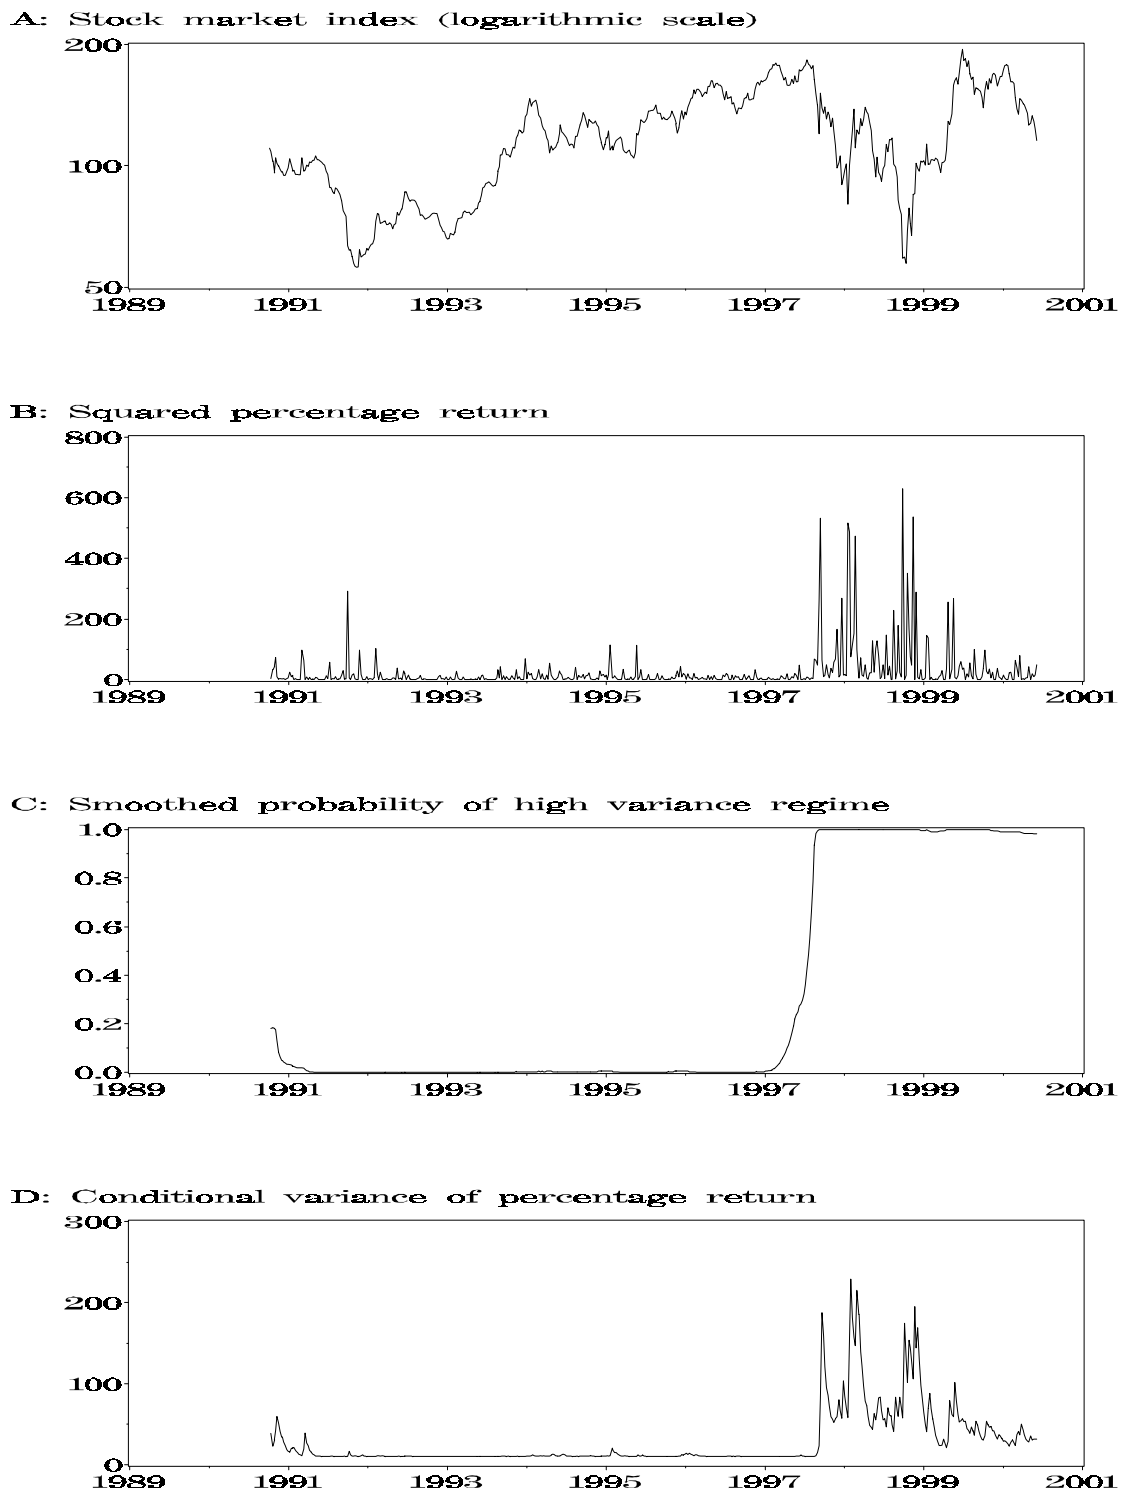 A: Stock market index (logarithmic scale)
200
100
50
1989 1991 1993 1995 1997 1999 2001
B: Squared percentage return
800
600
400
200
0
1989 1991 1993 1995 1997 1999 2001
C: Smoothed probability of high variance regime
1.0
0.8
0.6
0.4
0.2
0.0
1989 1991 1993 1995 1997 1999 2001
D: Conditional variance of percentage return
300
200
100
0
1989 1991 1993 1995 1997 1999 2001